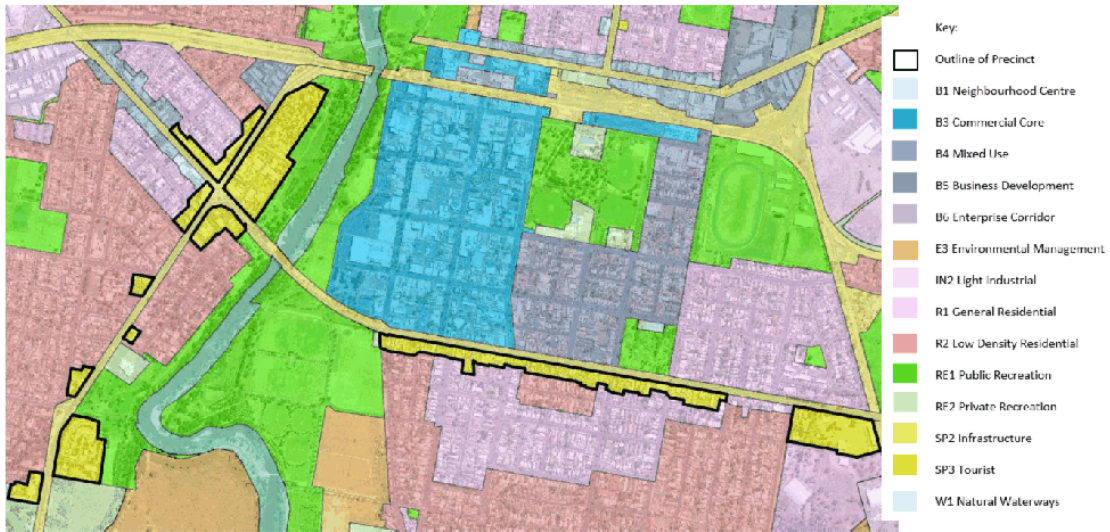 Key:
Outline of Precinct
B1 Neighbourhood Centre
B3 Commercial Core
B4 Mixed Use
B5 Business Development
B6 Enterprise Corridor
E3 Environmental Management
IN2 Light Industrial
R1 General Residential
R2 Low Density Residential
RE1 Public Recreation
RE2 Private Recreation
SP2 Infrastructure
SP3 Tourist
W1 Natural Waterways